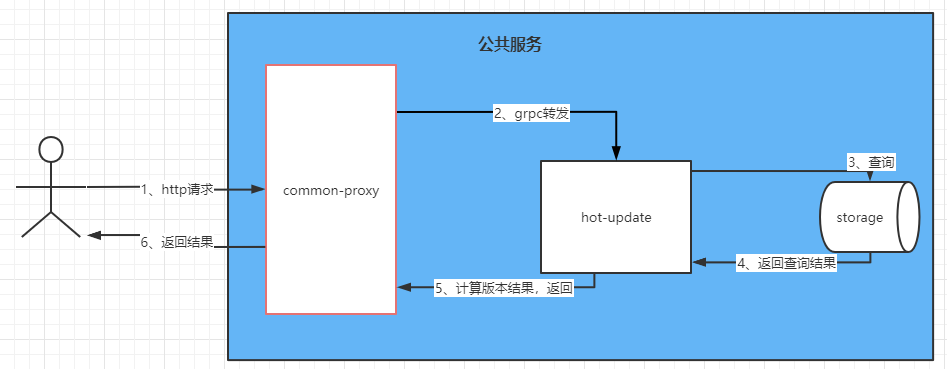 公共服务
2、grpc转发
3、查询
1、http请求
common-proxy
hot-update
storage
6、返回结果
4、返回查询结果
5、计算版本结果，返回